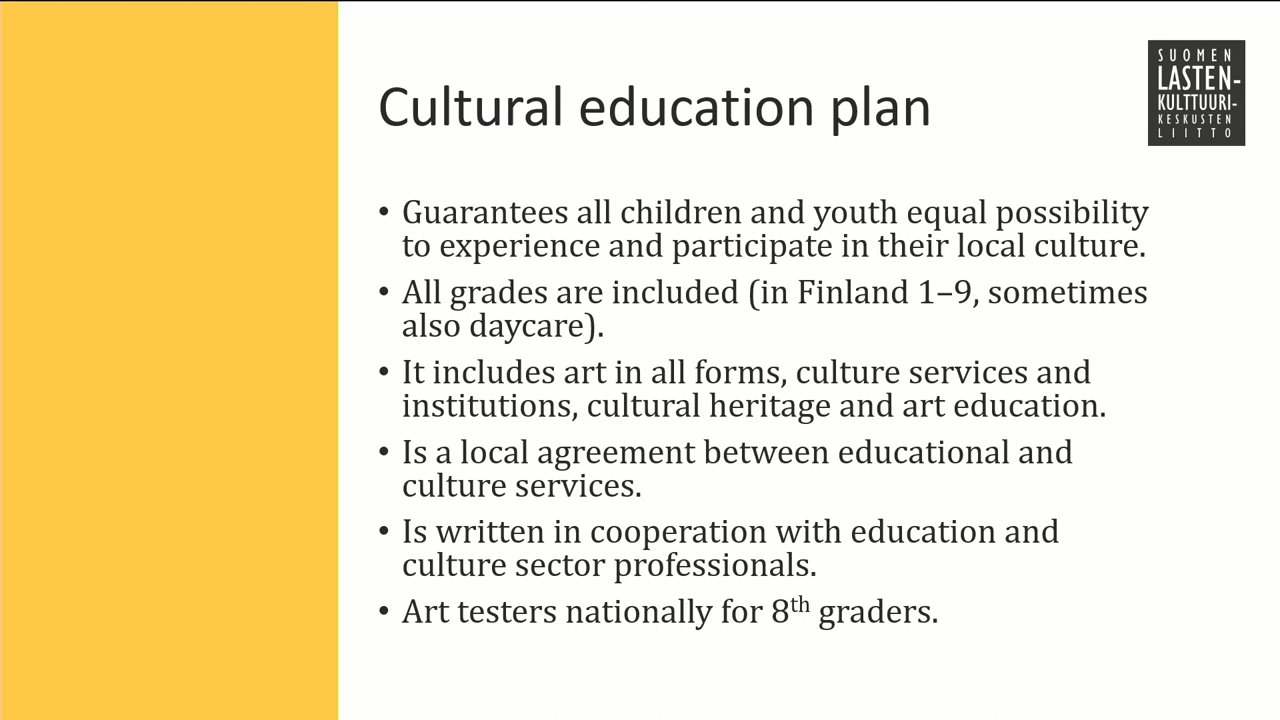 Cultural education plan
SUOMEN
LASTEN-
KULTTUURI-
KESKUSTEN
LIITTO
• Guarantees all children and youth equal possibility
to experience and participate in their local culture.
• All grades are included (in Finland 1–9, sometimes
also daycare).
• It includes art in all forms, culture services and
institutions, cultural heritage and art education.
• Is a local agreement between educational and
culture services.
• Is written in cooperation with education and
culture sector professionals.
• Art testers nationally for 8th graders.